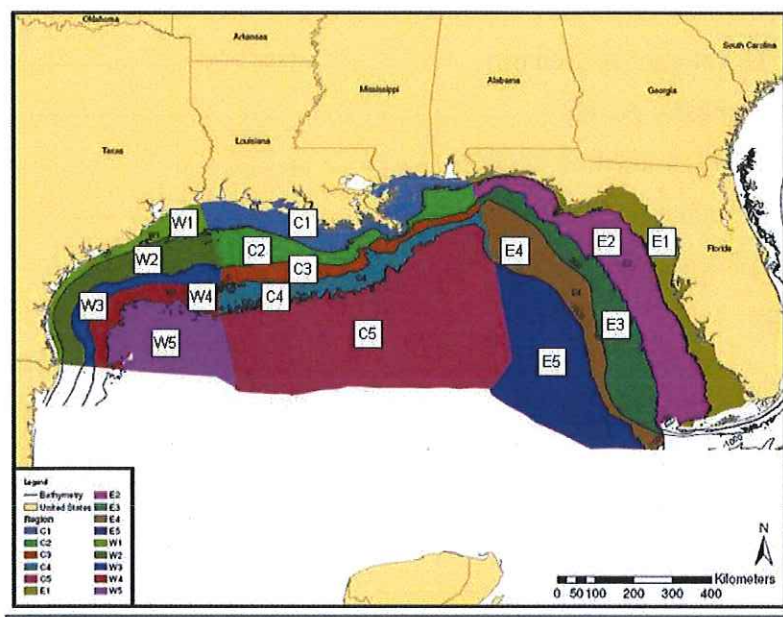 Oklahoma
Arkansas
South Carolina
Mississippi
Alabama
Georgia
Texas
Louisiana
Florida
W1
C1
W2
C2
E2
E1
C3
E4
W3
W4
C4
W5
C5
E3
E5
-1000
Legend
Bathymetry
United States
Region
C1
C2
C3
C4
C5
E1
E2
E3
E4
E5
W1
W2
W3
W4
W5
N
Kilometers
0 50 100 200 300 400